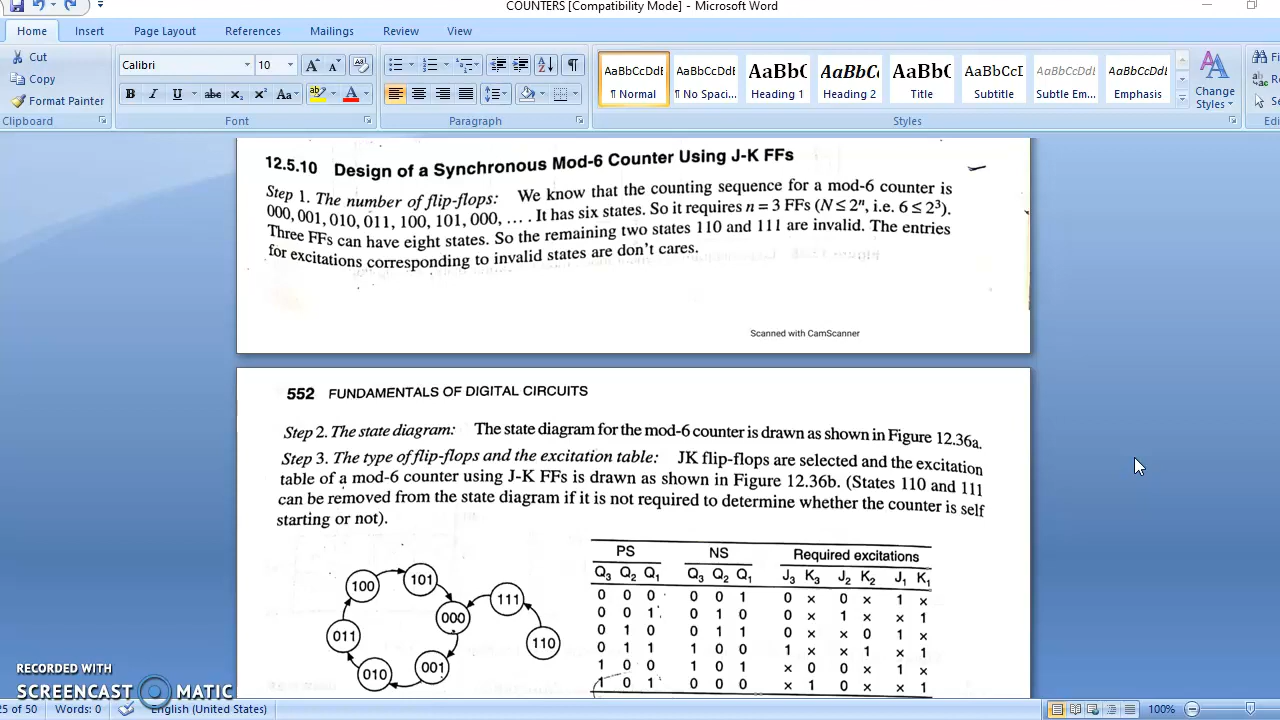 COUNTERS [Compatibility Mode] - Microsoft Word
Home Insert Page Layout References Mailings Review View
Cut
Copy
Format Painter
Clipboard
Calibri 10
B I U abc x₂ x² Aa
Font
Paragraph
AaBbCcDdE AaBbCcDdE AaBbC AaBbCc AaBbC AaBbCcD AaBbCcDdE AaBbCcDdE
¶ Normal ¶ No Spaci... Heading 1 Heading 2 Title Subtitle Subtle Em... Emphasis
Styles
Change
Styles
Fi
Re
Se
Edi
12.5.10 Design of a Synchronous Mod-6 Counter Using J-K FFs
Step 1. The number of flip-flops: We know that the counting sequence for a mod-6 counter is
000, 001, 010, 011, 100, 101, 000, .... It has six states. So it requires n = 3 FFs (N ≤ 2ⁿ, i.e. 6 ≤ 2³).
Three FFs can have eight states. So the remaining two states 110 and 111 are invalid. The entries
for excitations corresponding to invalid states are don't cares.
Scanned with CamScanner
552 FUNDAMENTALS OF DIGITAL CIRCUITS
Step 2. The state diagram: The state diagram for the mod-6 counter is drawn as shown in Figure 12.36a.
Step 3. The type of flip-flops and the excitation table: JK flip-flops are selected and the excitation
table of a mod-6 counter using J-K FFs is drawn as shown in Figure 12.36b. (States 110 and 111
can be removed from the state diagram if it is not required to determine whether the counter is self
starting or not).
100 101 000 111 110 001 010 011
PS NS Required excitations
Q₃ Q₂ Q₁ Q₃ Q₂ Q₁ J₃ K₃ J₂ K₂ J₁ K₁
0 0 0 0 0 1 0 × 0 × 1 ×
0 0 1 0 1 0 0 × 1 × × 1
0 1 0 0 1 1 0 × × 0 1 ×
0 1 1 1 0 0 1 × × 1 × 1
1 0 0 1 0 1 × 0 0 × 1 ×
1 0 1 0 0 0 × 1 0 × × 1
RECORDED WITH
SCREENCAST MATIC
25 of 50 Words: 0 English (United States) 100%